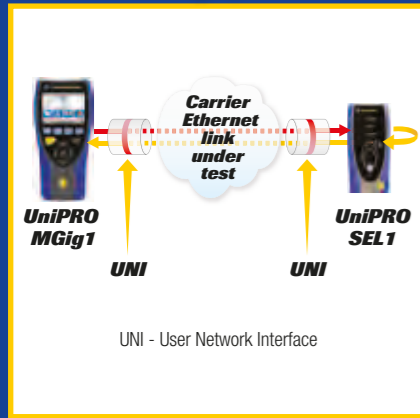 Carrier
Ethernet
link
under
test
UniPRO
MGig1
UniPRO
SEL1
UNI
UNI
UNI - User Network Interface